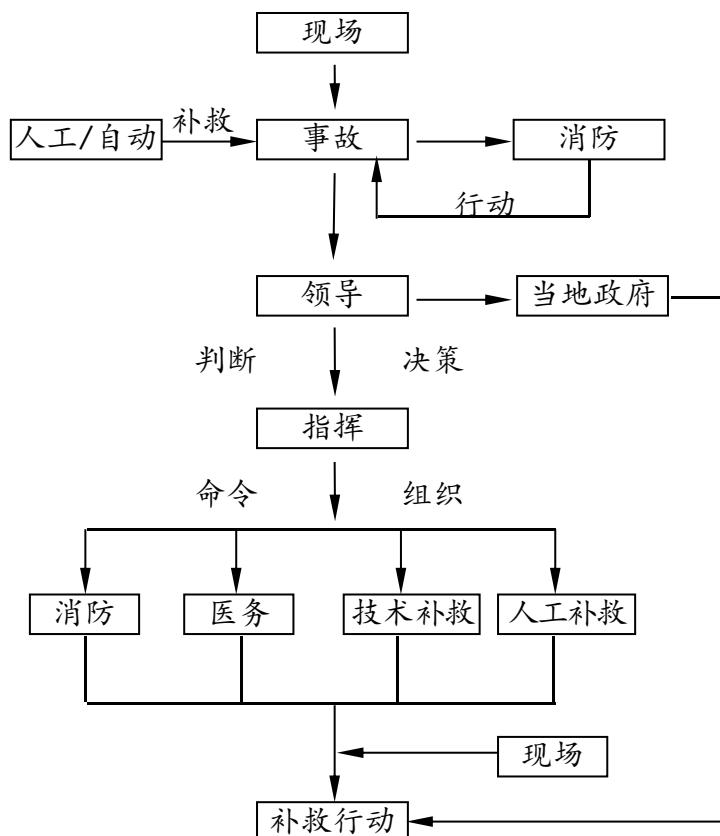 现场
人工/自动
补救
事故
消防
行动
领导
当地政府
判断
决策
指挥
命令
组织
消防
医务
技术补救
人工补救
现场
补救行动